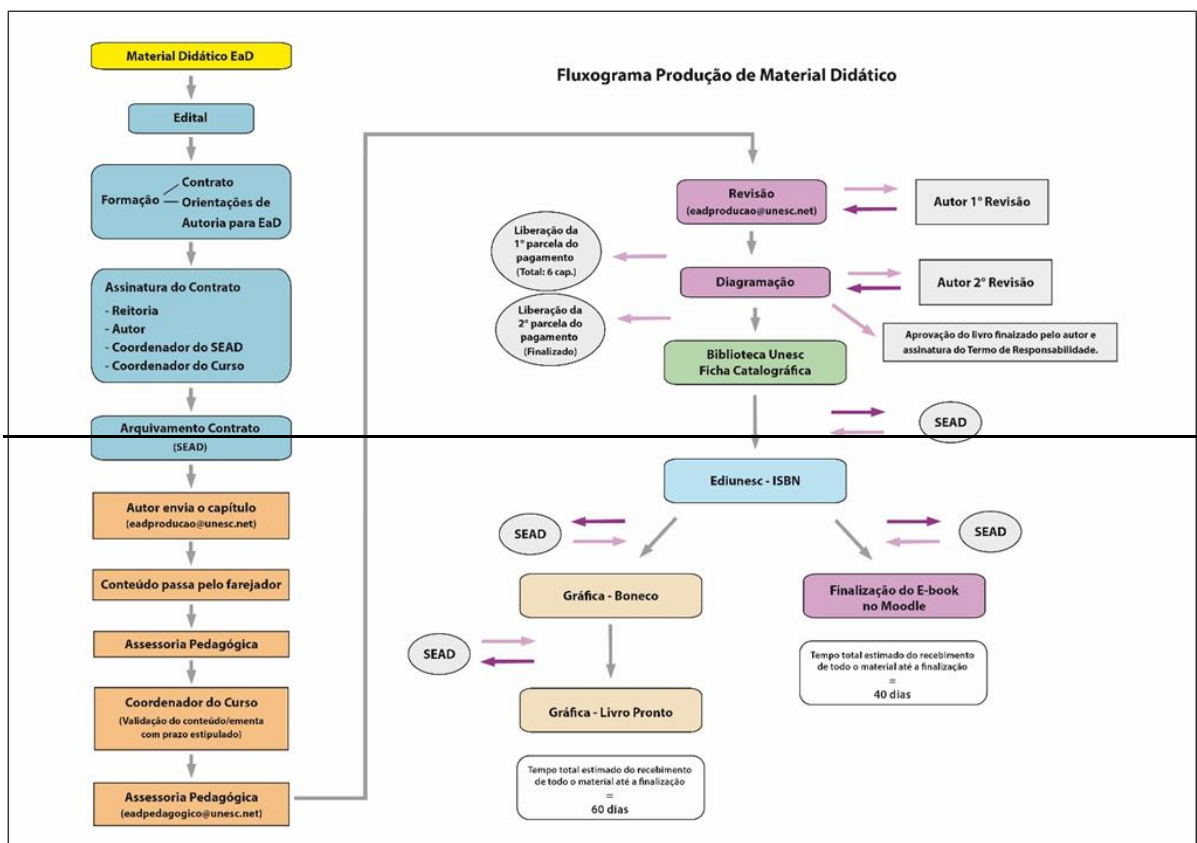 Material Didático EaD
Edital
Formação
Contrato
Orientações de
Autoria para EaD
Assinatura do Contrato
- Reitoria
- Autor
- Coordenador do SEAD
- Coordenador do Curso
Arquivamento Contrato
(SEAD)
Autor envia o capítulo
(eadproducao@unesc.net)
Conteúdo passa pelo farejador
Assessoria Pedagógica
Coordenador do Curso
(Validação do conteúdo/ementa
com prazo estipulado)
Assessoria Pedagógica
(eadpedagogico@unesc.net)
Fluxograma Produção de Material Didático
Revisão
(eadproducao@unesc.net)
Autor 1° Revisão
Liberação da
1° parcela do
pagamento
(Total: 6 cap.)
Diagramação
Autor 2° Revisão
Liberação da
2° parcela do
pagamento
(Finalizado)
Aprovação do livro finaizado pelo autor e
assinatura do Termo de Responsabilidade.
Biblioteca Unesc
Ficha Catalográfica
SEAD
Ediunesc - ISBN
SEAD
SEAD
Gráfica - Boneco
Finalização do E-book
no Moodle
SEAD
Tempo total estimado do recebimento
de todo o material até a finalização
=
40 dias
Gráfica - Livro Pronto
Tempo total estimado do recebimento
de todo o material até a finalização
=
60 dias